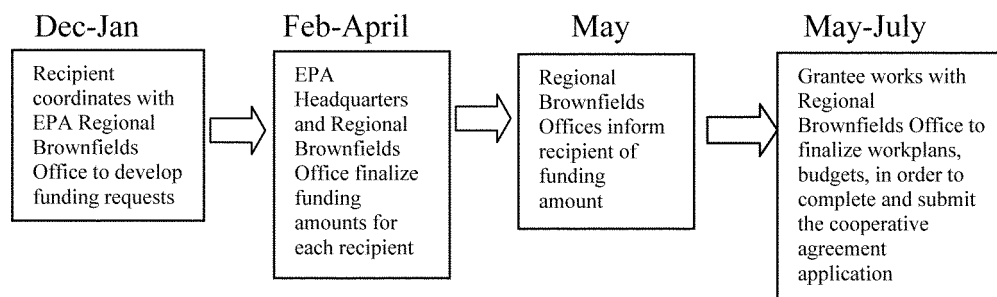 Dec-Jan
Recipient
coordinates with
EPA Regional
Brownfields
Office to develop
funding requests
Feb-April
EPA
Headquarters
and Regional
Brownfields
Office finalize
funding
amounts for
each recipient
May
Regional
Brownfields
Offices inform
recipient of
funding
amount
May-July
Grantee works with
Regional
Brownfields Office to
finalize workplans,
budgets, in order to
complete and submit
the cooperative
agreement
application